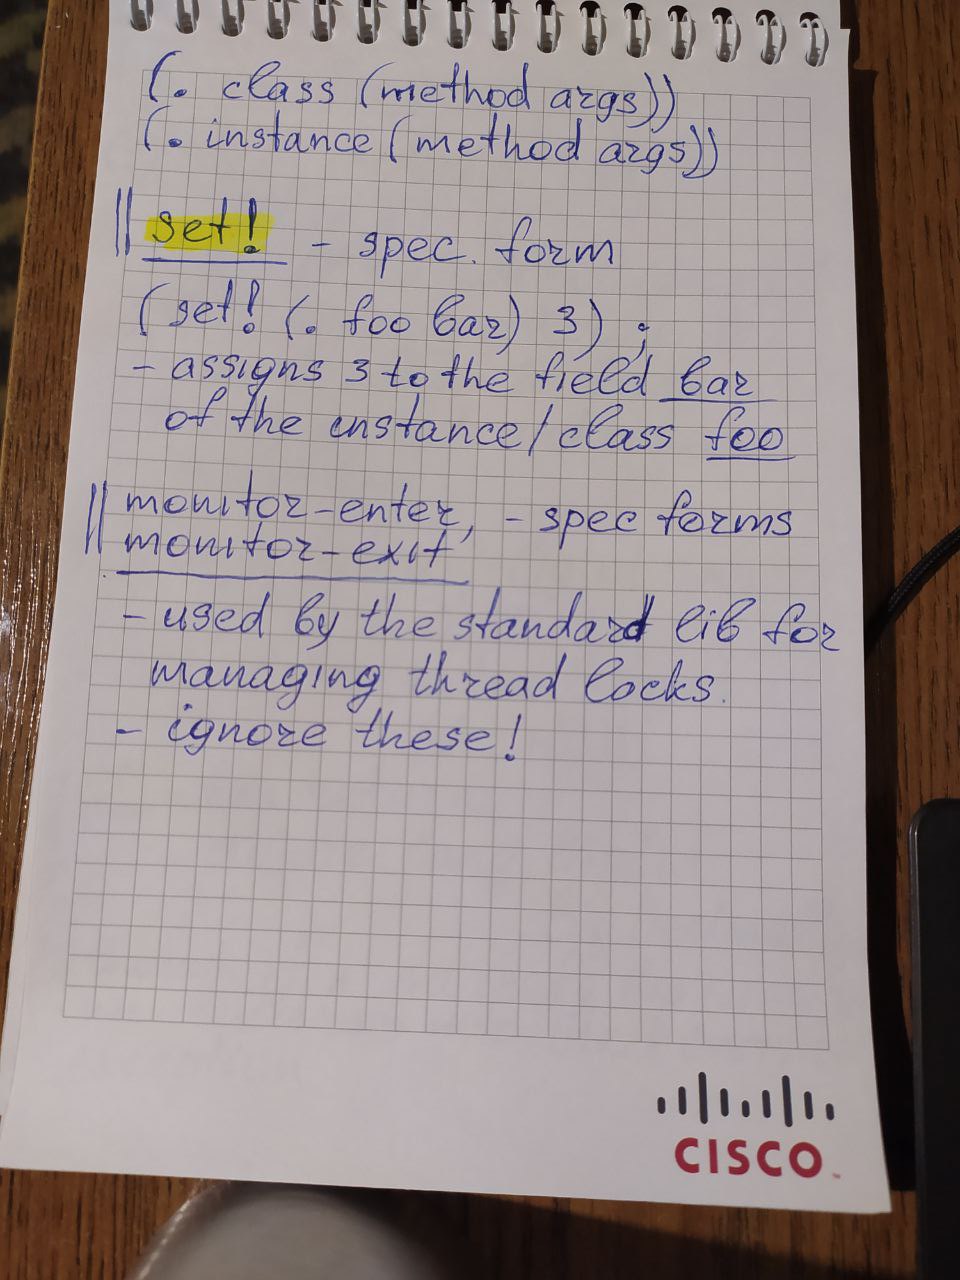 (. class (method args))
(. instance (method args))
set! - spec. form
(set! (. foo bar) 3) ;
- assigns 3 to the field bar
of the instance/class foo
monitor-enter, - spec forms
monitor-exit
- used by the standard lib for
managing thread locks.
- ignore these!
CISCO